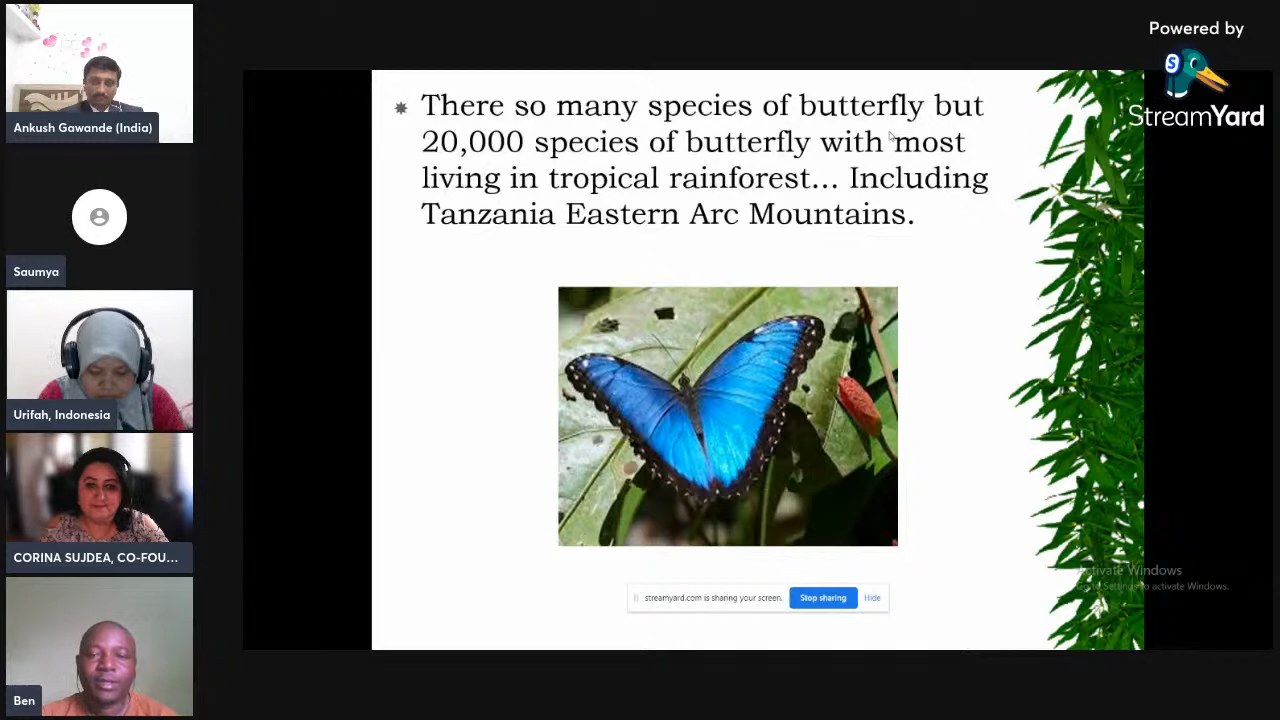 Powered by
StreamYard
There so many species of butterfly but
20,000 species of butterfly with most
living in tropical rainforest... Including
Tanzania Eastern Arc Mountains.
Ankush Gawande (India)
Saumya
Urifah, Indonesia
CORINA SUJDEA, CO-FOU...
Ben
streamyard.com is sharing your screen.
Stop sharing
Hide
Activate Windows
Go to Settings to activate Windows.